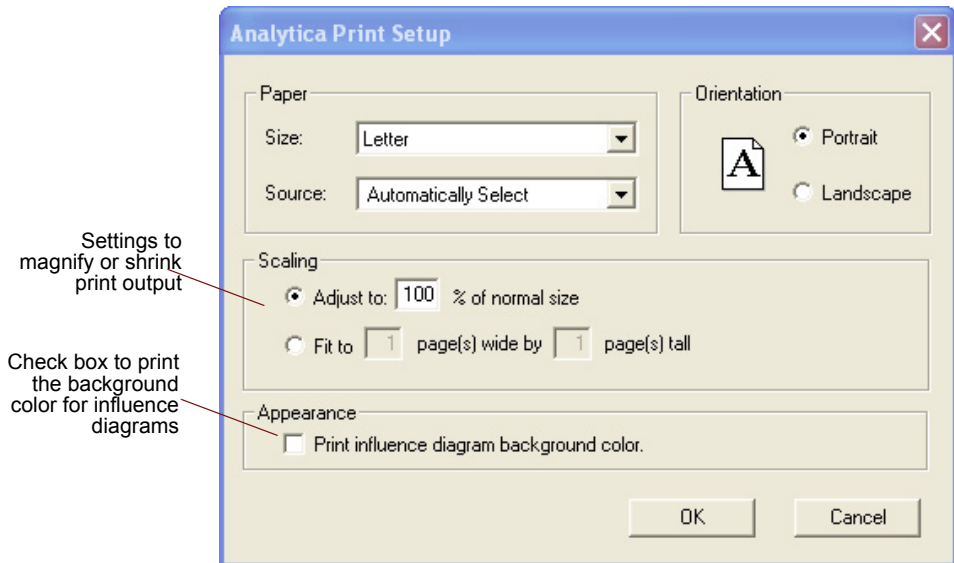 Analytica Print Setup
Paper
Size:
Letter
Source:
Automatically Select
Orientation
A
Portrait
Landscape
Settings to
magnify or shrink
print output
Scaling
Adjust to: 100 % of normal size
Fit to 1 page(s) wide by 1 page(s) tall
Check box to print
the background
color for influence
diagrams
Appearance
Print influence diagram background color.
OK
Cancel